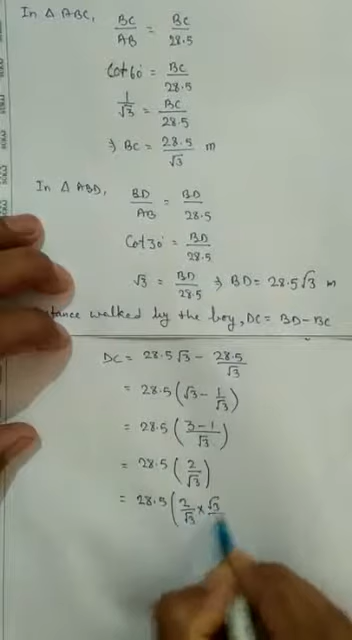 In Δ ABC, BC/AB = BC/28.5
Cot 60° = BC/28.5
1/√3 = BC/28.5
⇒ BC = 28.5/√3 m
In Δ ABD, BD/AB = BD/28.5
Cot 30° = BD/28.5
√3 = BD/28.5 ⇒ BD = 28.5√3 m
tance walked by the boy, DC = BD - BC
DC = 28.5√3 - 28.5/√3
= 28.5(√3 - 1/√3)
= 28.5(3-1/√3)
= 28.5(2/√3)
= 28.5(2/√3 × √3